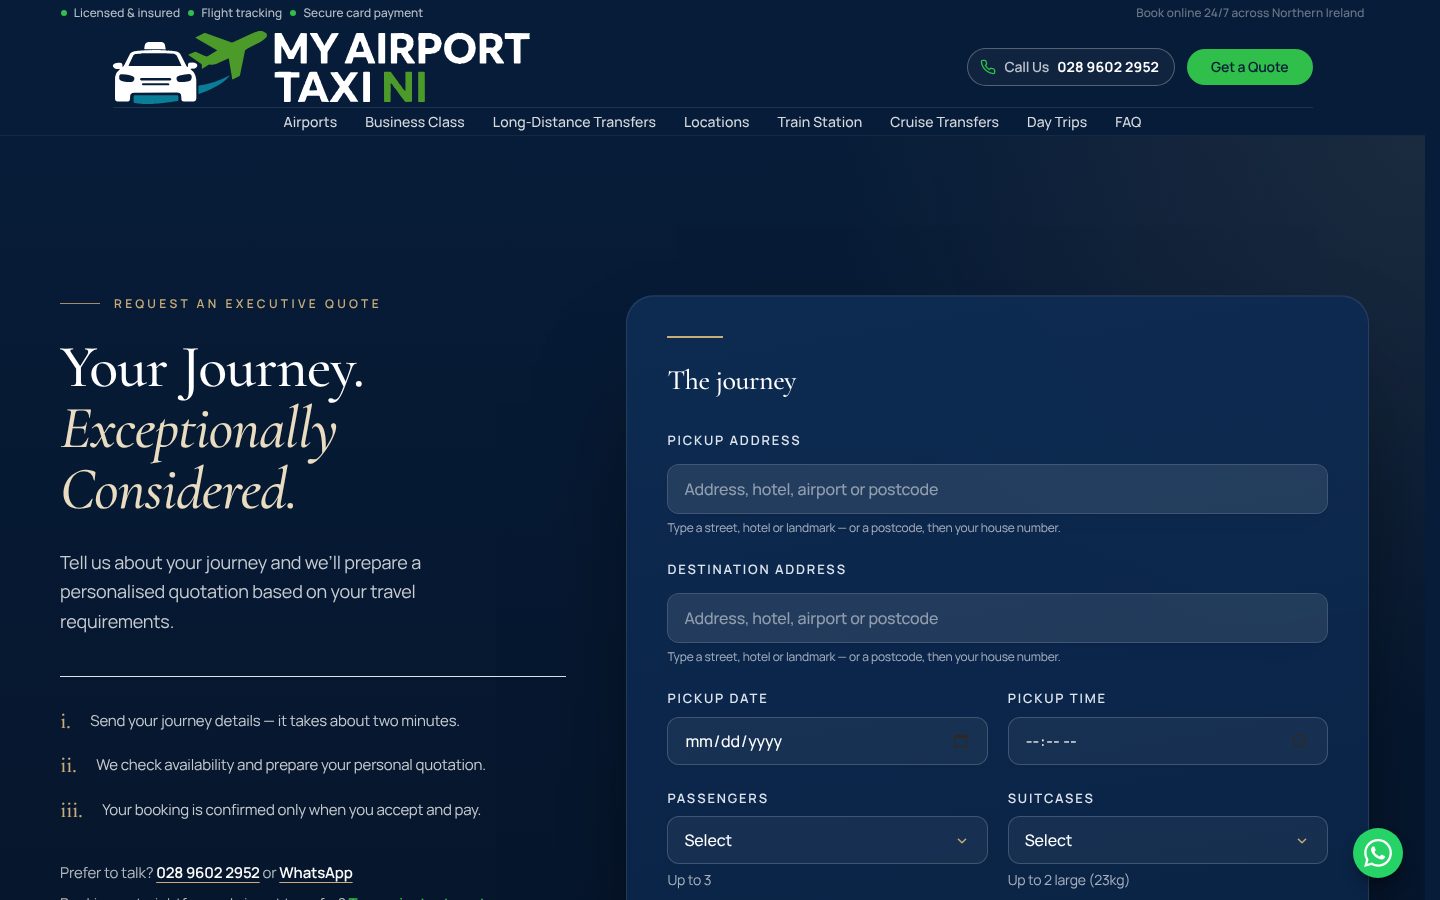 Licensed & insured Flight tracking Secure card payment
Book online 24/7 across Northern Ireland
MY AIRPORT
TAXI NI
Call Us 028 9602 2952
Get a Quote
Airports Business Class Long-Distance Transfers Locations Train Station Cruise Transfers Day Trips FAQ
REQUEST AN EXECUTIVE QUOTE
Your Journey.
Exceptionally
Considered.
Tell us about your journey and we'll prepare a
personalised quotation based on your travel
requirements.
i. Send your journey details — it takes about two minutes.
ii. We check availability and prepare your personal quotation.
iii. Your booking is confirmed only when you accept and pay.
Prefer to talk? 028 9602 2952 or WhatsApp
The journey
PICKUP ADDRESS
Address, hotel, airport or postcode
Type a street, hotel or landmark — or a postcode, then your house number.
DESTINATION ADDRESS
Address, hotel, airport or postcode
Type a street, hotel or landmark — or a postcode, then your house number.
PICKUP DATE PICKUP TIME
mm/dd/yyyy --:-- --
PASSENGERS SUITCASES
Select Select
Up to 3 Up to 2 large (23kg)